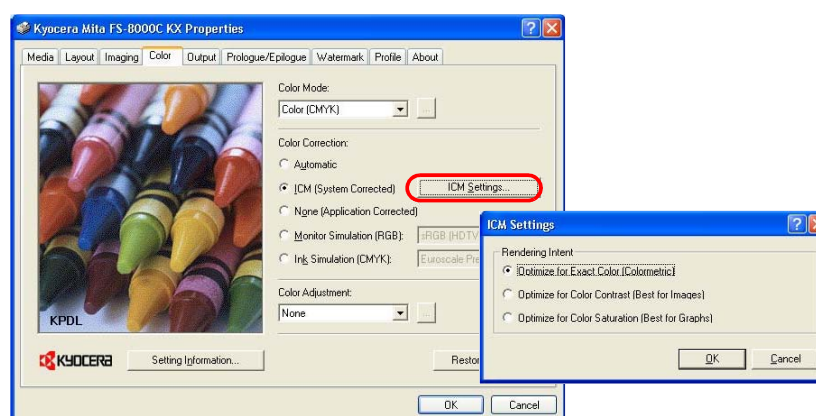 Kyocera Mita FS-8000C KX Properties
Media Layout Imaging Color Output Prologue/Epilogue Watermark Profile About
Color Mode:
Color (CMYK)
...
Color Correction:
Automatic
ICM (System Corrected)
ICM Settings...
None (Application Corrected)
Monitor Simulation (RGB):
sRGB (HDTV
Ink Simulation (CMYK):
Euroscale Pre
Color Adjustment:
None
...
KPDL
KYOCERA
Setting Information...
Restor
OK
Cancel
ICM Settings
Rendering Intent
Optimize for Exact Color (Colormetric)
Optimize for Color Contrast (Best for Images)
Optimize for Color Saturation (Best for Graphs)
OK
Cancel